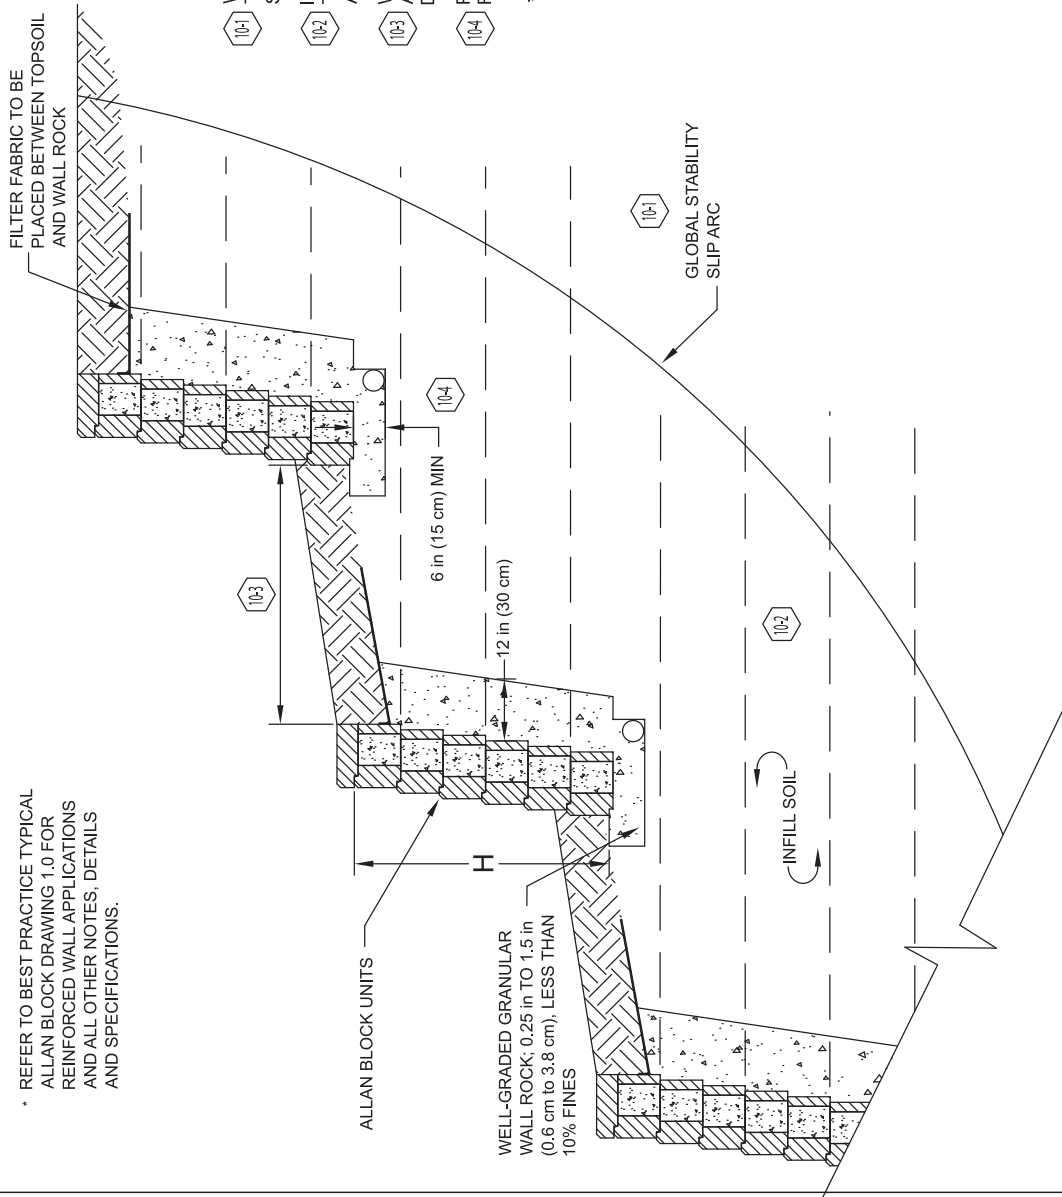 * REFER TO BEST PRACTICE TYPICAL
ALLAN BLOCK DRAWING 1.0 FOR
REINFORCED WALL APPLICATIONS
AND ALL OTHER NOTES, DETAILS
AND SPECIFICATIONS.
FILTER FABRIC TO BE
PLACED BETWEEN TOPSOIL
AND WALL ROCK
10-1
10-2
10-3
10-4
10-3
ALLAN BLOCK UNITS
H
12 in (30 cm)
6 in (15 cm) MIN
10-4
WELL-GRADED GRANULAR
WALL ROCK; 0.25 in TO 1.5 in
(0.6 cm to 3.8 cm), LESS THAN
10% FINES
10-1
GLOBAL STABILITY
SLIP ARC
10-2
INFILL SOIL